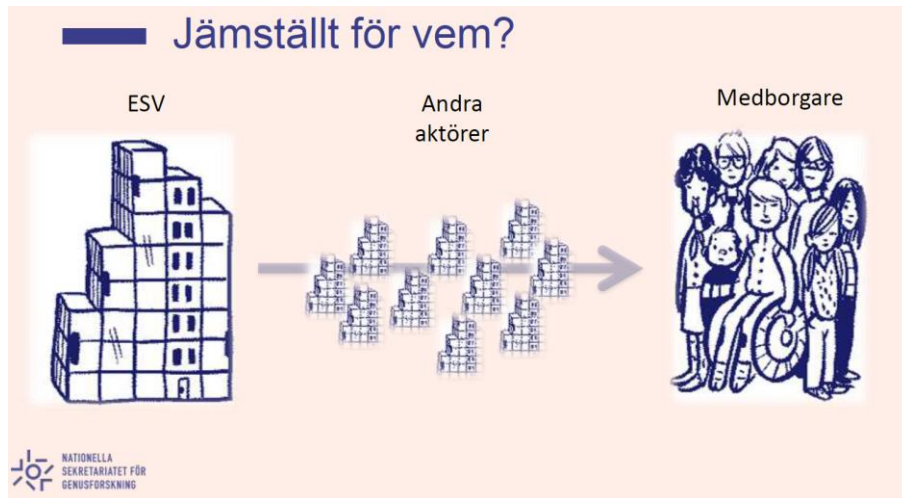 Jämställt för vem?
ESV
Andra
aktörer
Medborgare
NATIONELLA
SEKRETARIATET FÖR
GENUSFORSKNING